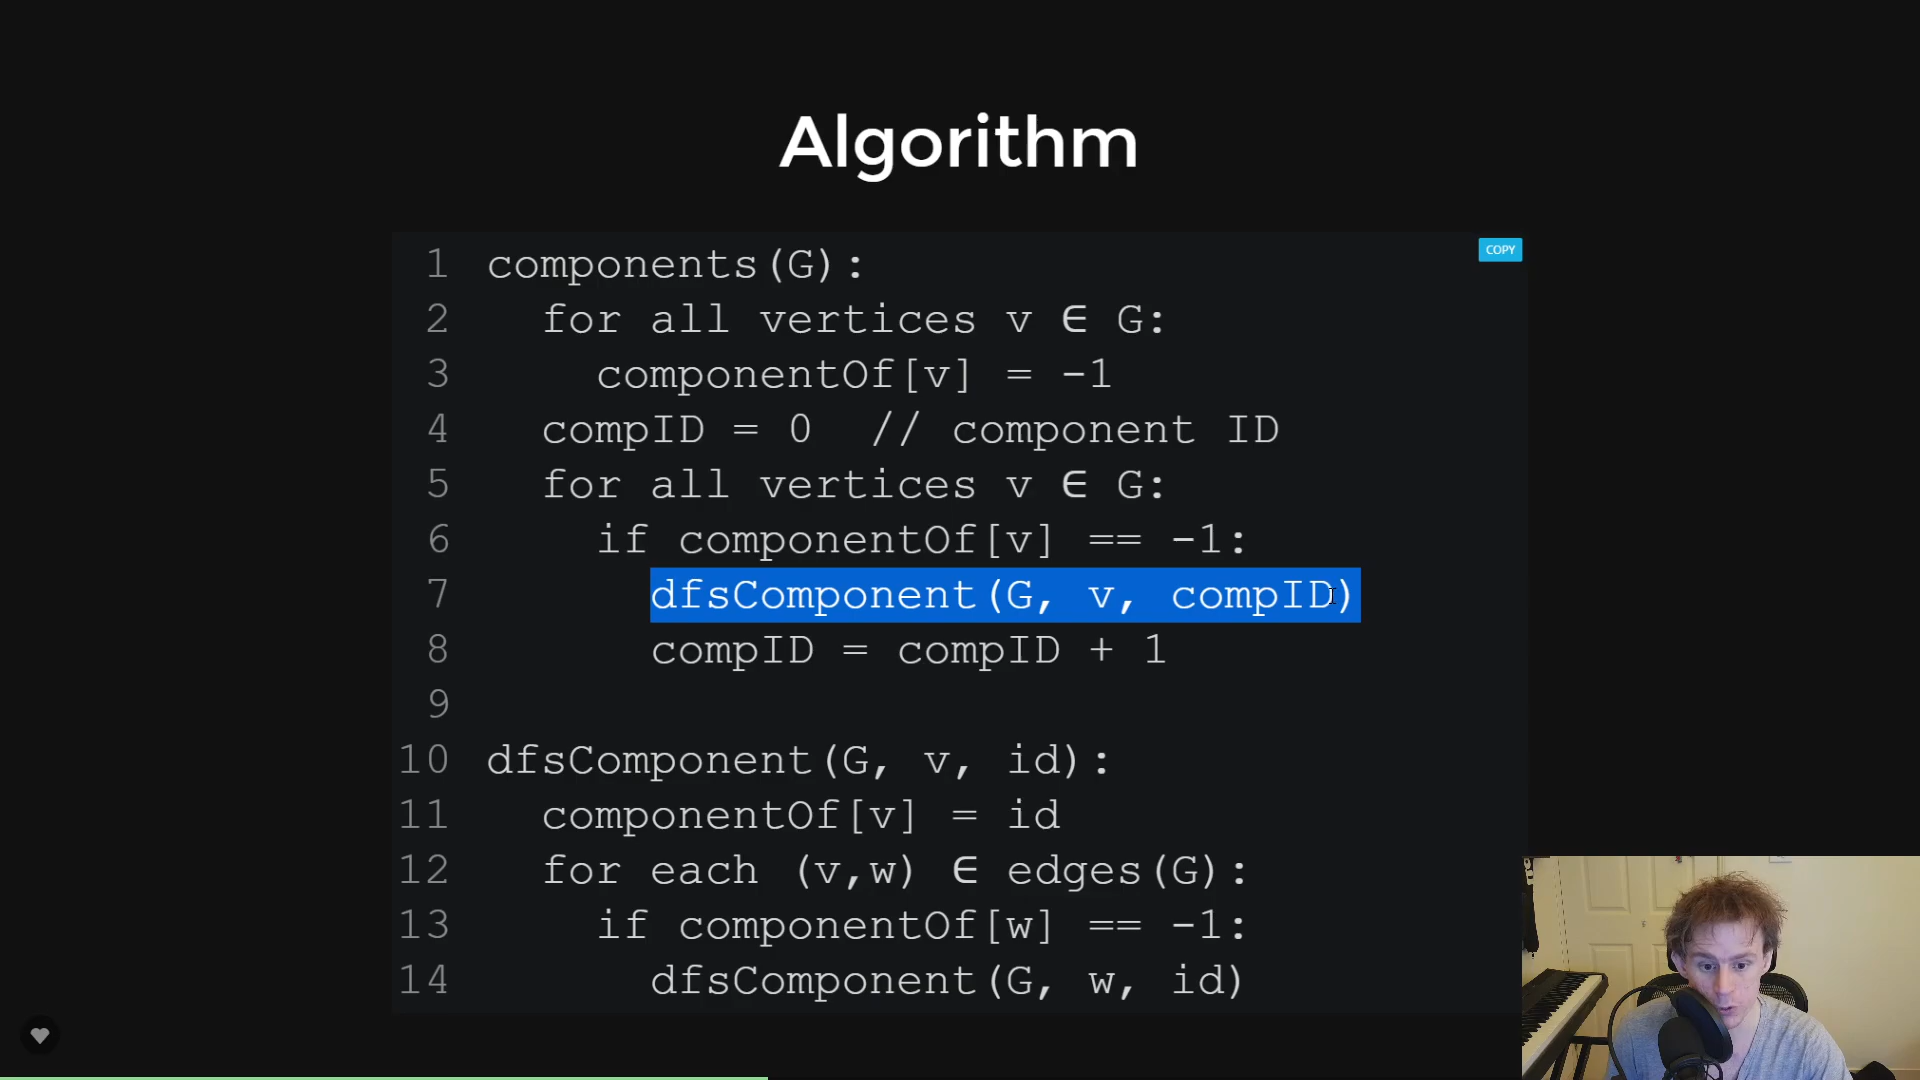 Algorithm
COPY
1 components(G):
2 for all vertices v ∈ G:
3 componentOf[v] = -1
4 compID = 0 // component ID
5 for all vertices v ∈ G:
6 if componentOf[v] == -1:
7 dfsComponent(G, v, compID)
8 compID = compID + 1
9
10 dfsComponent(G, v, id):
11 componentOf[v] = id
12 for each (v,w) ∈ edges(G):
13 if componentOf[w] == -1:
14 dfsComponent(G, w, id)